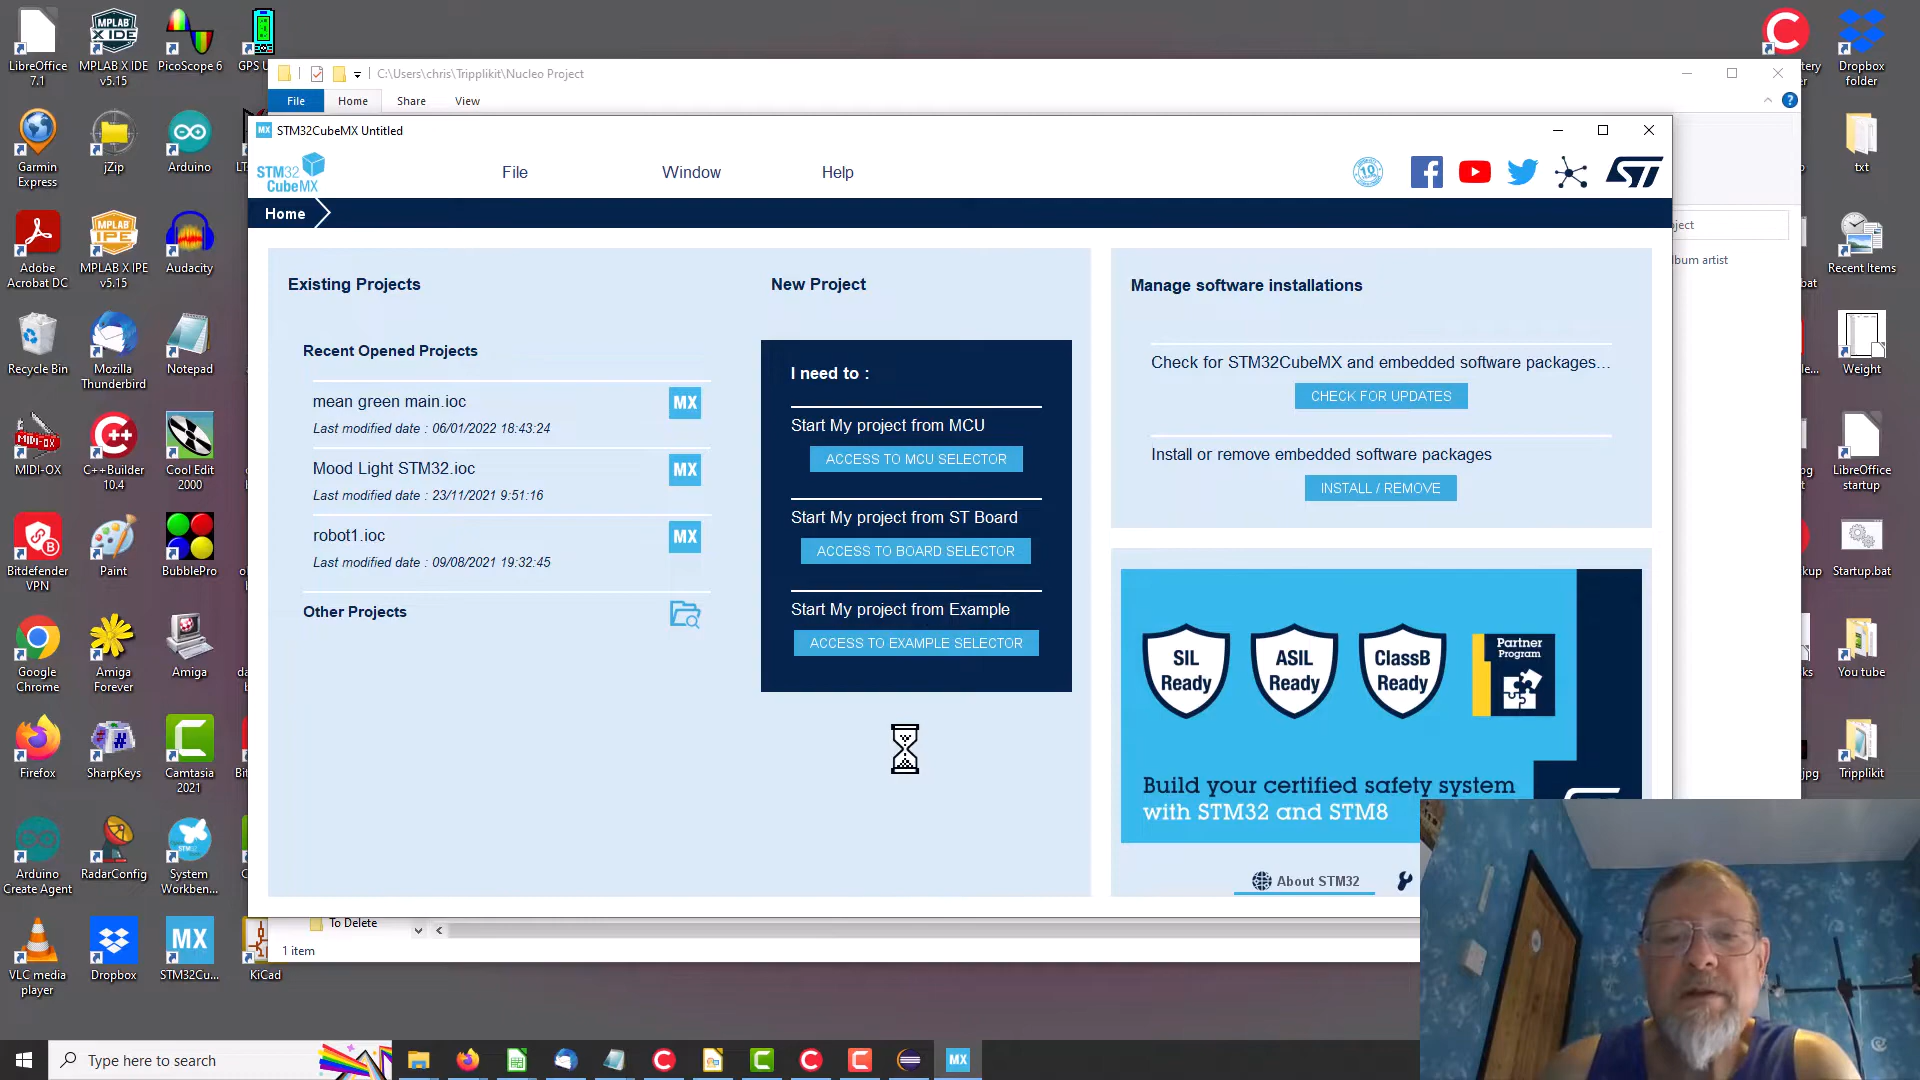 LibreOffice 7.1
MPLAB X IDE v5.15
PicoScope 6
GPS U
Dropbox folder
C:\Users\chris\Tripplikit\Nucleo Project
File
Home
Share
View
STM32CubeMX Untitled
STM32 CubeMX
File
Window
Help
Home
Garmin Express
jZip
Arduino
txt
Adobe Acrobat DC
MPLAB X IPE v5.15
Audacity
Recent Items
Existing Projects
New Project
Manage software installations
Recent Opened Projects
mean green main.ioc
Last modified date : 06/01/2022 18:43:24
Mood Light STM32.ioc
Last modified date : 23/11/2021 9:51:16
robot1.ioc
Last modified date : 09/08/2021 19:32:45
Other Projects
I need to :
Start My project from MCU
ACCESS TO MCU SELECTOR
Start My project from ST Board
ACCESS TO BOARD SELECTOR
Start My project from Example
ACCESS TO EXAMPLE SELECTOR
Check for STM32CubeMX and embedded software packages...
CHECK FOR UPDATES
Install or remove embedded software packages
INSTALL / REMOVE
SIL Ready
ASIL Ready
ClassB Ready
Partner Program
Build your certified safety system
with STM32 and STM8
About STM32
Recycle Bin
Mozilla Thunderbird
Notepad
Weight
MIDI-OX
C++Builder 10.4
Cool Edit 2000
LibreOffice startup
Bitdefender VPN
Paint
BubblePro
Startup.bat
Google Chrome
Amiga Forever
Amiga
You tube
Firefox
SharpKeys
Camtasia 2021
Tripplikit
Arduino Create Agent
RadarConfig
System Workben...
VLC media player
Dropbox
STM32Cu...
KiCad
To Delete
1 item
Type here to search